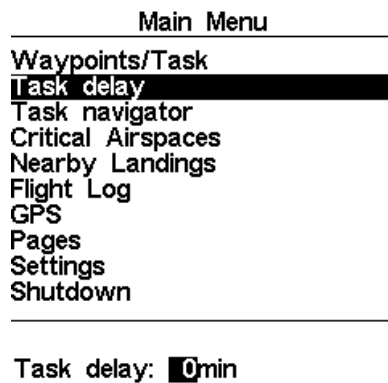 Main Menu
Waypoints/Task
Task delay
Task navigator
Critical Airspaces
Nearby Landings
Flight Log
GPS
Pages
Settings
Shutdown
Task delay: 0min